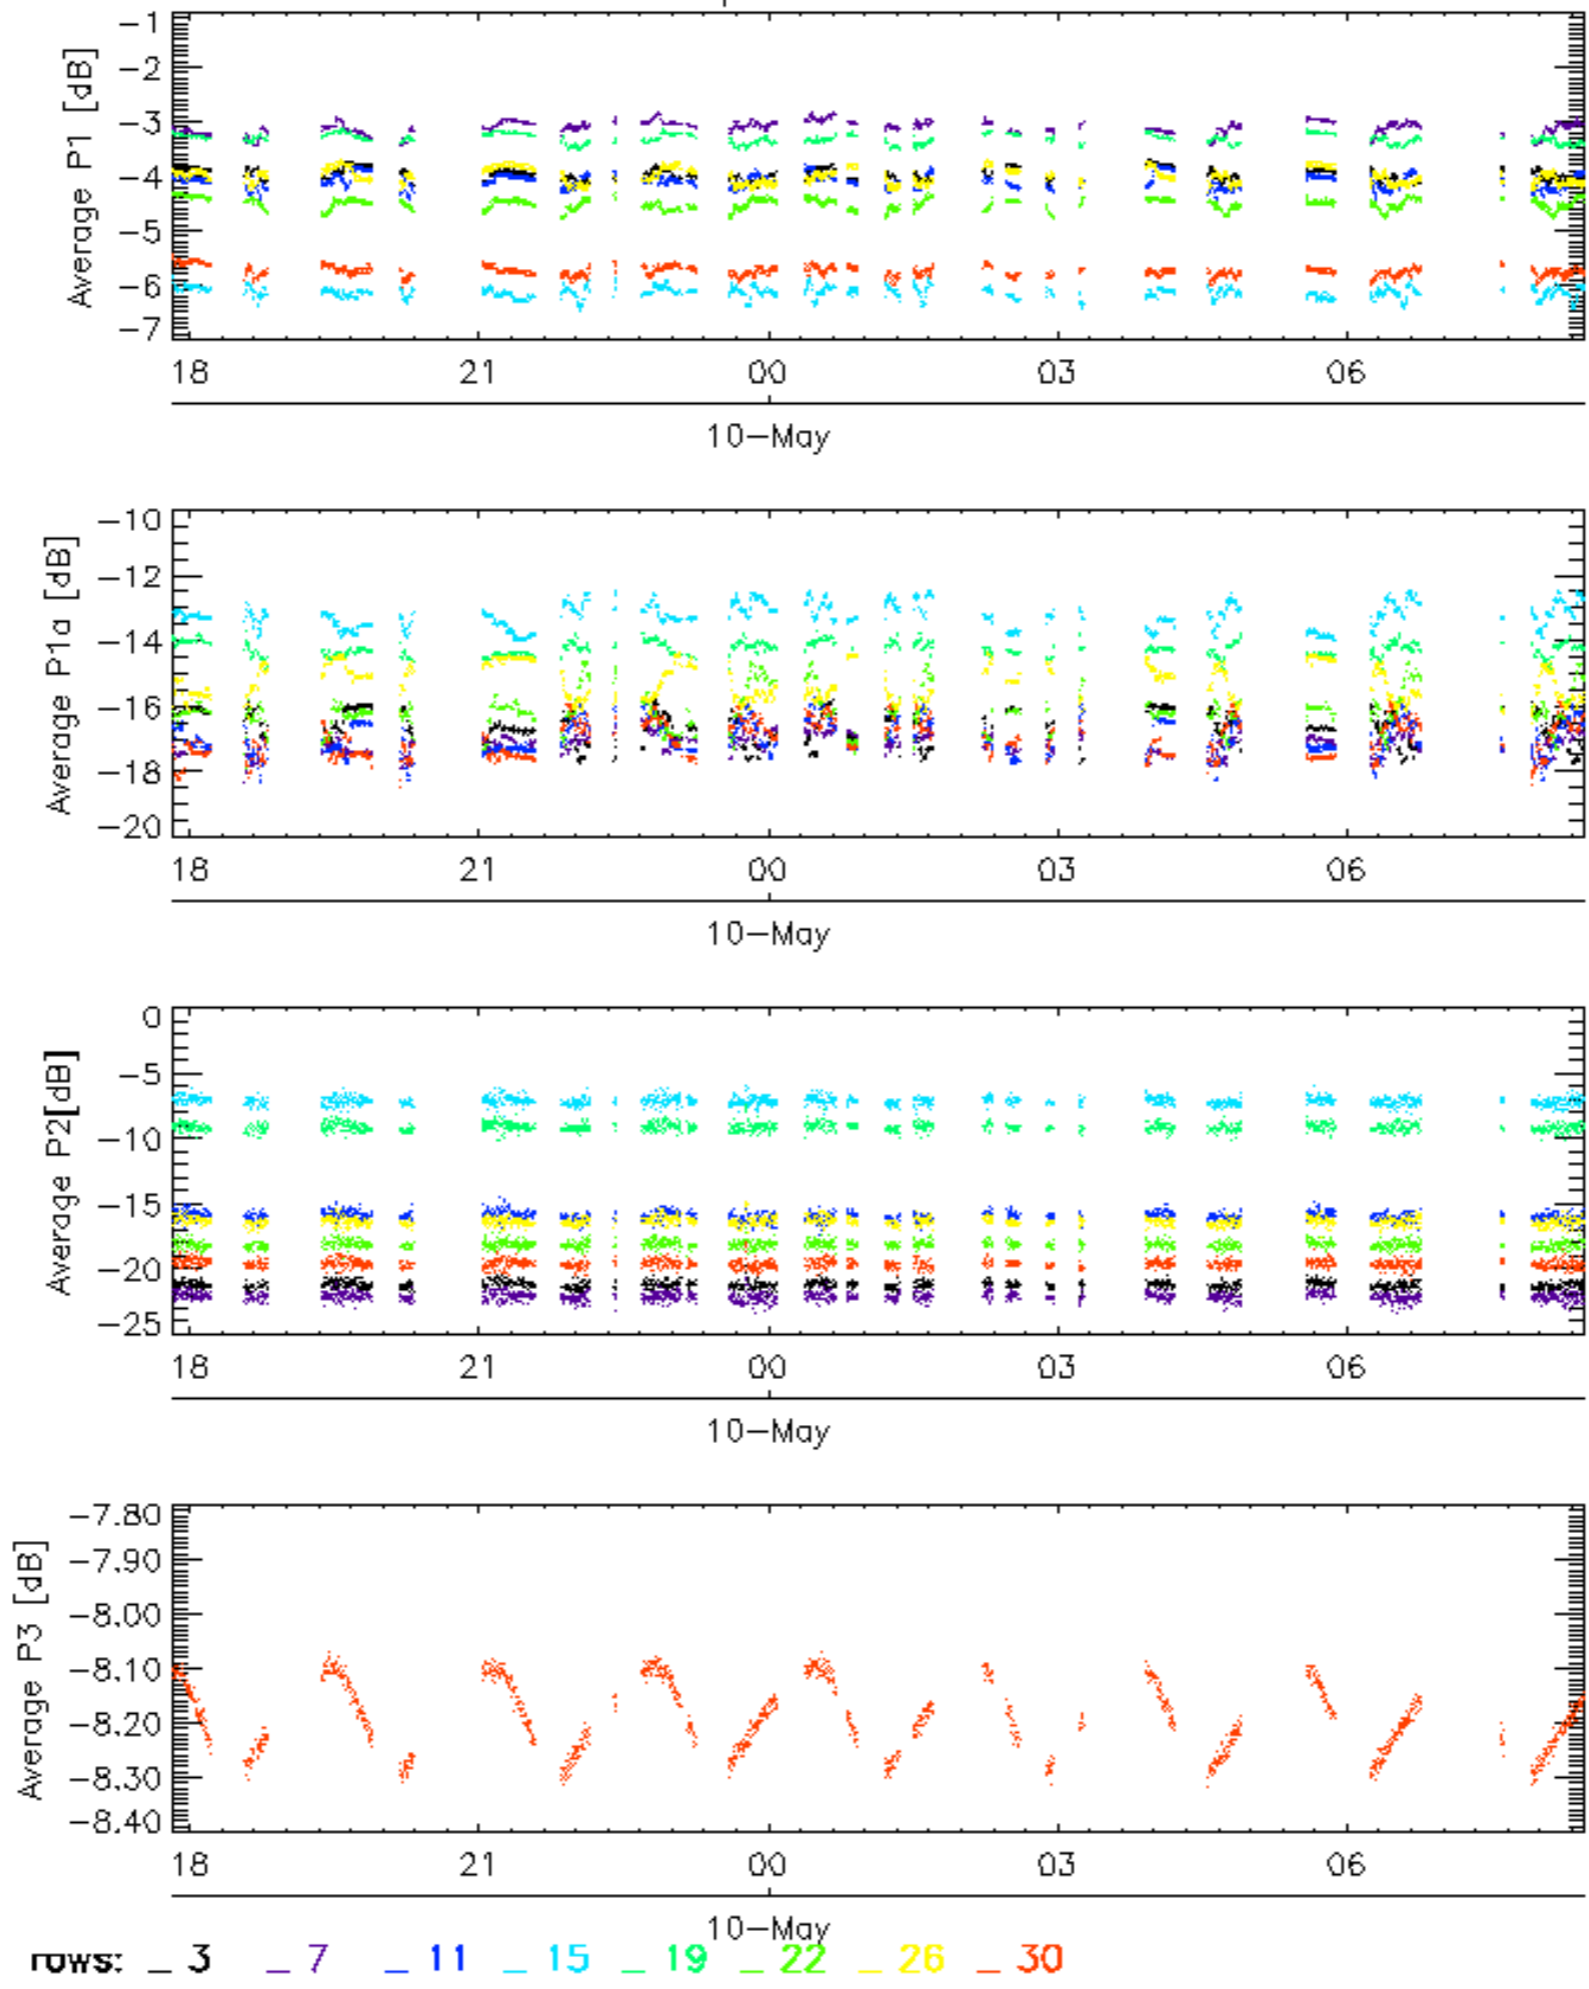 Average P1 [dB]
-1
-2
-3
-4
-5
-6
-7
18 21 00 03 06
10-May
Average P1a [dB]
-10
-12
-14
-16
-18
-20
18 21 00 03 06
10-May
Average P2[dB]
0
-5
-10
-15
-20
-25
18 21 00 03 06
10-May
Average P3 [dB]
-7.80
-7.90
-8.00
-8.10
-8.20
-8.30
-8.40
18 21 00 03 06
10-May
rows: _ 3 _ 7 _ 11 _ 15 _ 19 _ 22 _ 26 _ 30